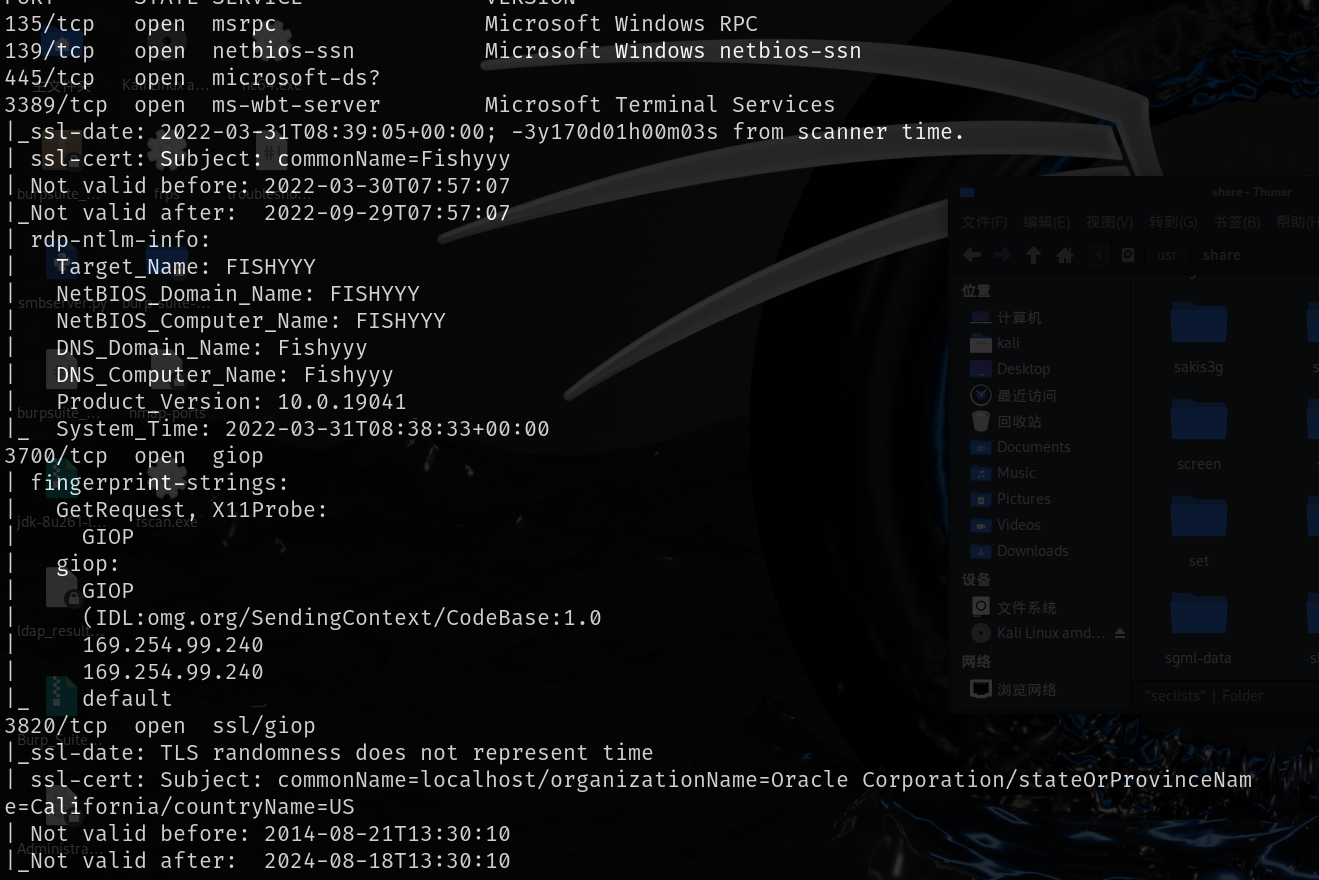 PORT     STATE SERVICE              VERSION
135/tcp  open  msrpc                Microsoft Windows RPC
139/tcp  open  netbios-ssn          Microsoft Windows netbios-ssn
445/tcp  open  microsoft-ds?
3389/tcp open  ms-wbt-server        Microsoft Terminal Services
|_ssl-date: 2022-03-31T08:39:05+00:00; -3y170d01h00m03s from scanner time.
| ssl-cert: Subject: commonName=Fishyyy
| Not valid before: 2022-03-30T07:57:07
|_Not valid after:  2022-09-29T07:57:07
| rdp-ntlm-info:
|   Target_Name: FISHYYY
|   NetBIOS_Domain_Name: FISHYYY
|   NetBIOS_Computer_Name: FISHYYY
|   DNS_Domain_Name: Fishyyy
|   DNS_Computer_Name: Fishyyy
|   Product_Version: 10.0.19041
|_  System_Time: 2022-03-31T08:38:33+00:00
3700/tcp open  giop
| fingerprint-strings:
|   GetRequest, X11Probe:
|     GIOP
|   giop:
|     GIOP
|     (IDL:omg.org/SendingContext/CodeBase:1.0
|     169.254.99.240
|     169.254.99.240
|_    default
3820/tcp open  ssl/giop
|_ssl-date: TLS randomness does not represent time
| ssl-cert: Subject: commonName=localhost/organizationName=Oracle Corporation/stateOrProvinceNam
e=California/countryName=US
| Not valid before: 2014-08-21T13:30:10
|_Not valid after:  2024-08-18T13:30:10
主文件夹
Kali Linux a...
burpsuite_...
frps
troublesho...
smbserver.py
burp-suite-...
burpsuite_...
nmap-ports
jdk-8u261-l...
fscan.exe
ldap_result...
Burp_Suite...
Administra...
share - Thunar
文件(F) 编辑(E) 视图(V) 转到(G) 书签(B) 帮助(H
usr share
位置
计算机
kali
Desktop
最近访问
回收站
Documents
Music
Pictures
Videos
Downloads
设备
文件系统
Kali Linux amd...
网络
浏览网络
sakis3g
screen
set
sgml-data
"seclists" | Folder